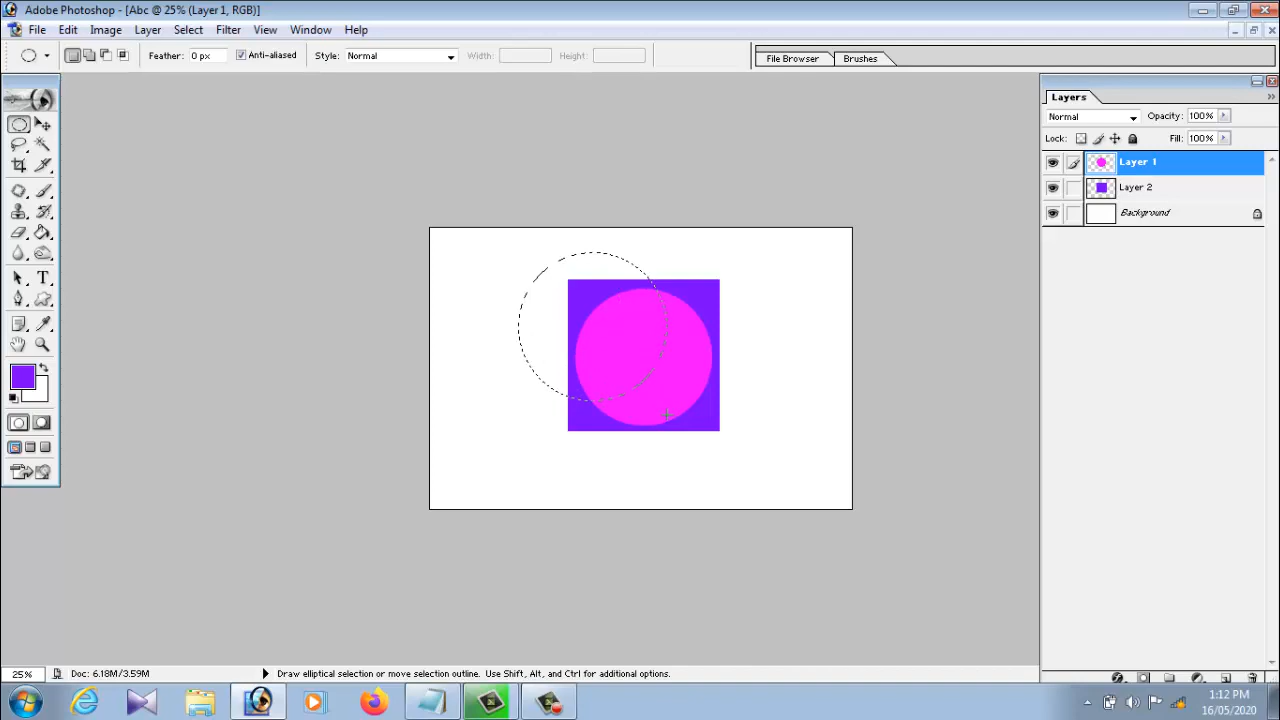 Adobe Photoshop - [Abc @ 25% (Layer 1, RGB)]
File Edit Image Layer Select Filter View Window Help
Feather: 0 px Anti-aliased Style: Normal Width: Height: File Browser Brushes
Layers
Normal Opacity: 100%
Lock: Fill: 100%
Layer 1
Layer 2
Background
T
25% Doc: 6.18M/3.59M Draw elliptical selection or move selection outline. Use Shift, Alt, and Ctrl for additional options.
1:12 PM
16/05/2020